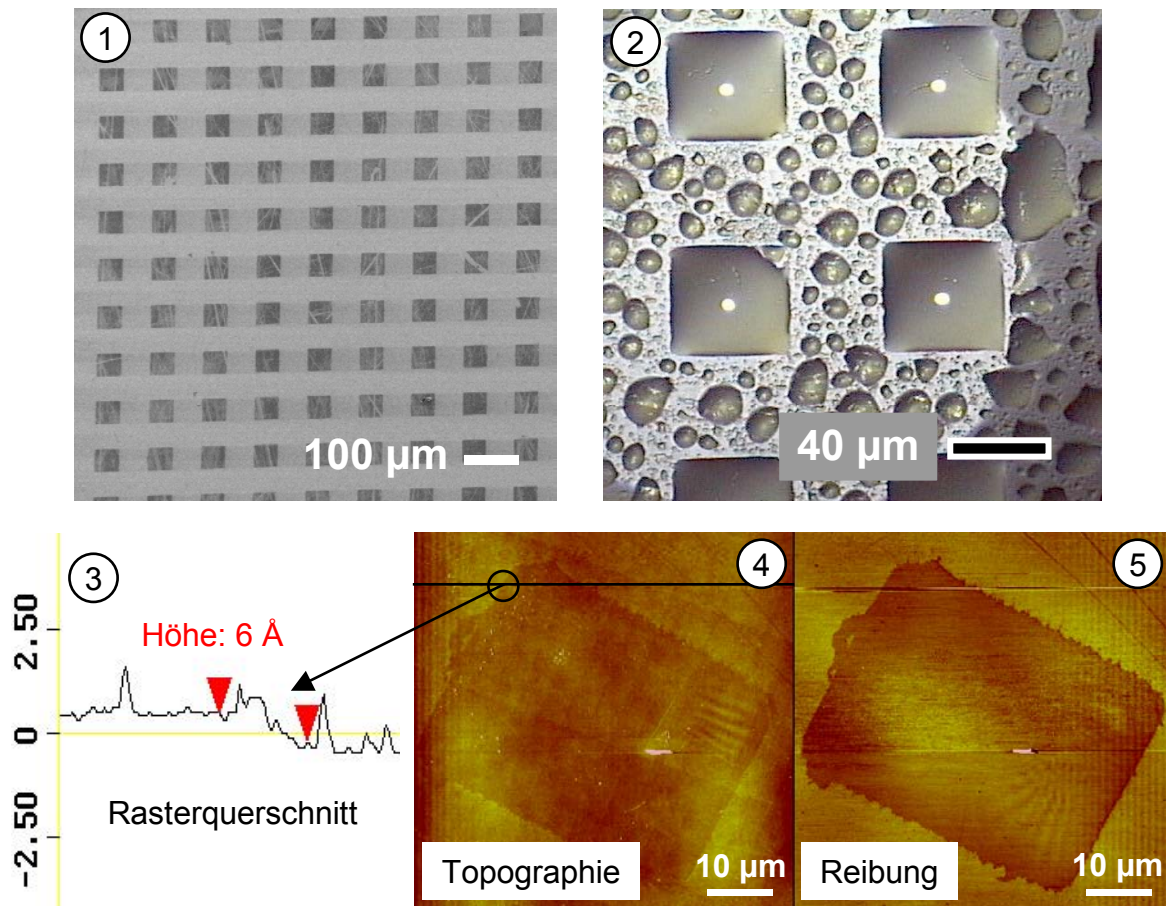 1
100 µm
2
40 µm
3
2.50
0
-2.50
Höhe: 6 Å
Rasterquerschnitt
4
Topographie
10 µm
5
Reibung
10 µm